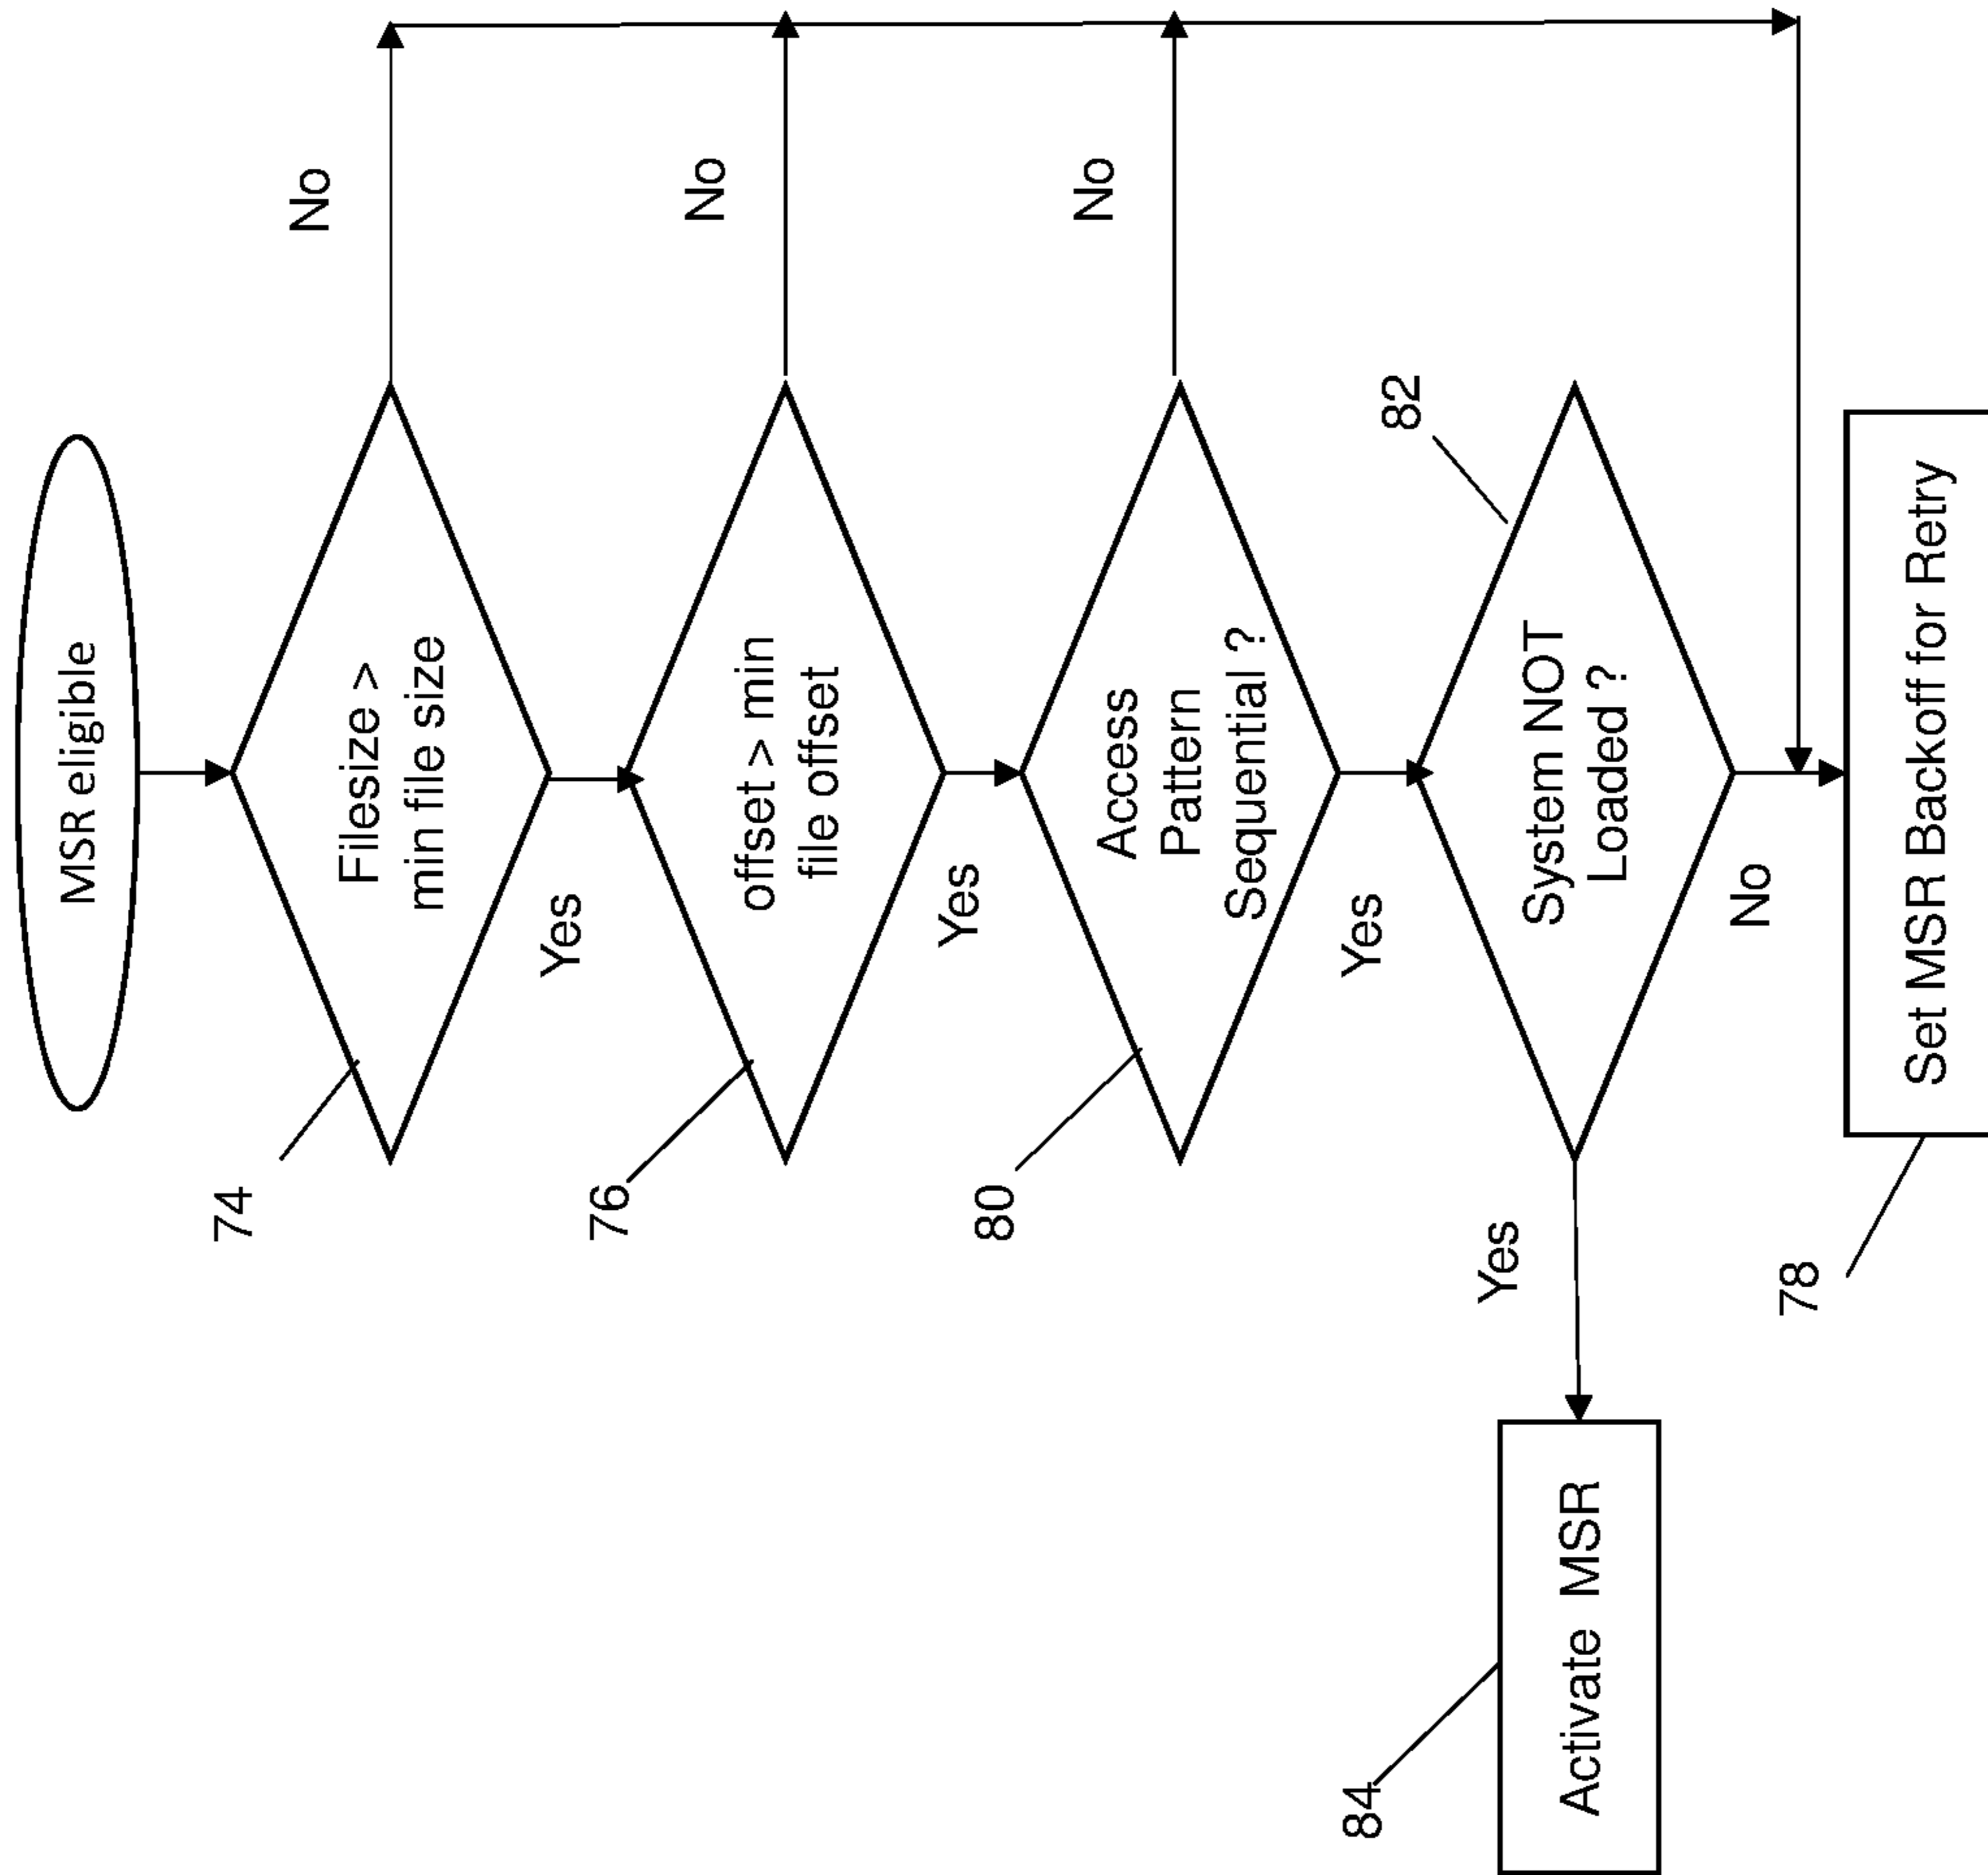 MSR eligible
74
Filesize >
min file size
No
Yes
76
offset > min
file offset
No
Yes
80
Access
Pattern
Sequential ?
No
Yes
82
System NOT
Loaded ?
Yes
No
84
Activate MSR
78
Set MSR Backoff for Retry